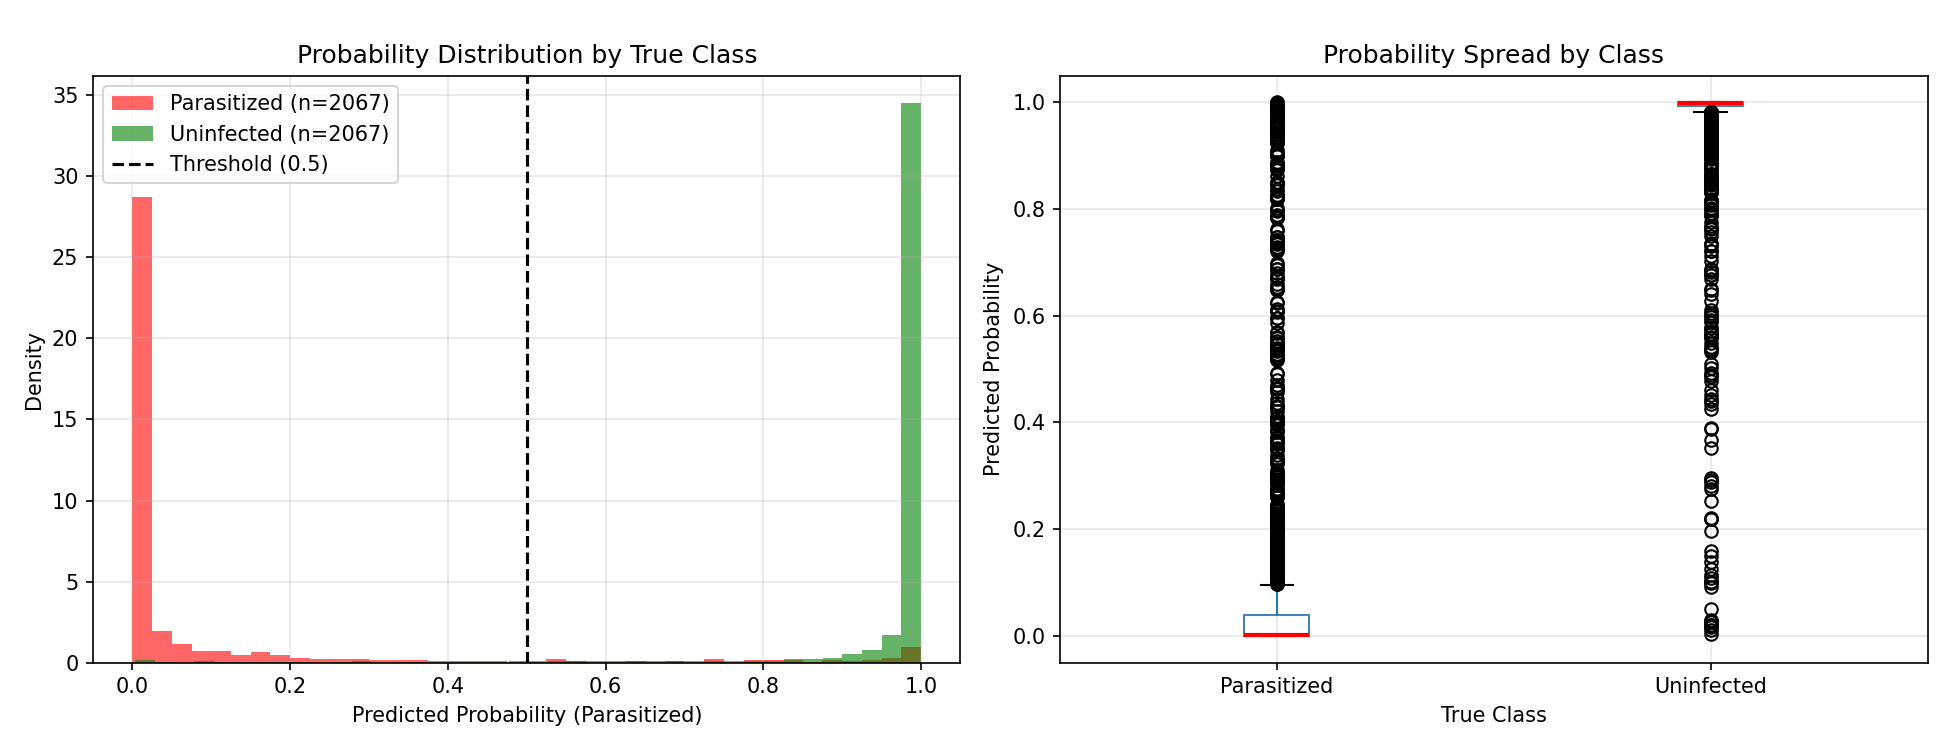 Probability Distribution by True Class
35
30
25
20
15
10
5
0
Density
Parasitized (n=2067)
Uninfected (n=2067)
Threshold (0.5)
0.0 0.2 0.4 0.6 0.8 1.0
Predicted Probability (Parasitized)
Probability Spread by Class
1.0
0.8
0.6
0.4
0.2
0.0
Predicted Probability
Parasitized Uninfected
True Class